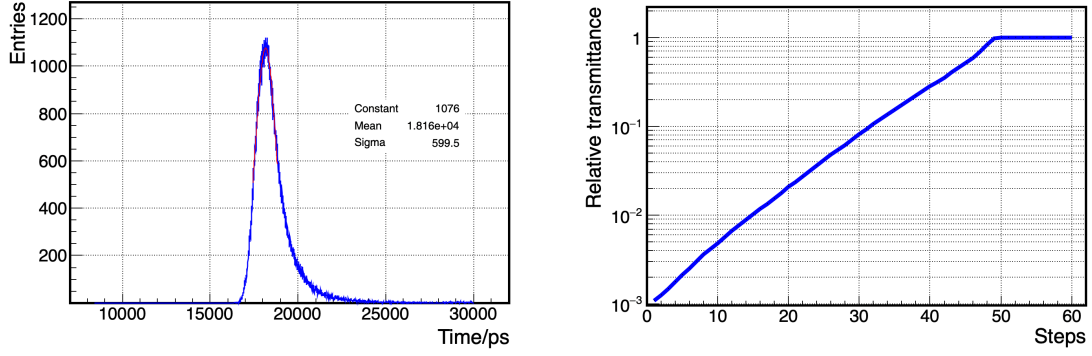 Entries
1200
1000
800
600
400
200
Constant 1076
Mean 1.816e+04
Sigma 599.5
10000 15000 20000 25000 30000
Time/ps
Relative transmittance
1
10⁻¹
10⁻²
10⁻³
0 10 20 30 40 50 60
Steps